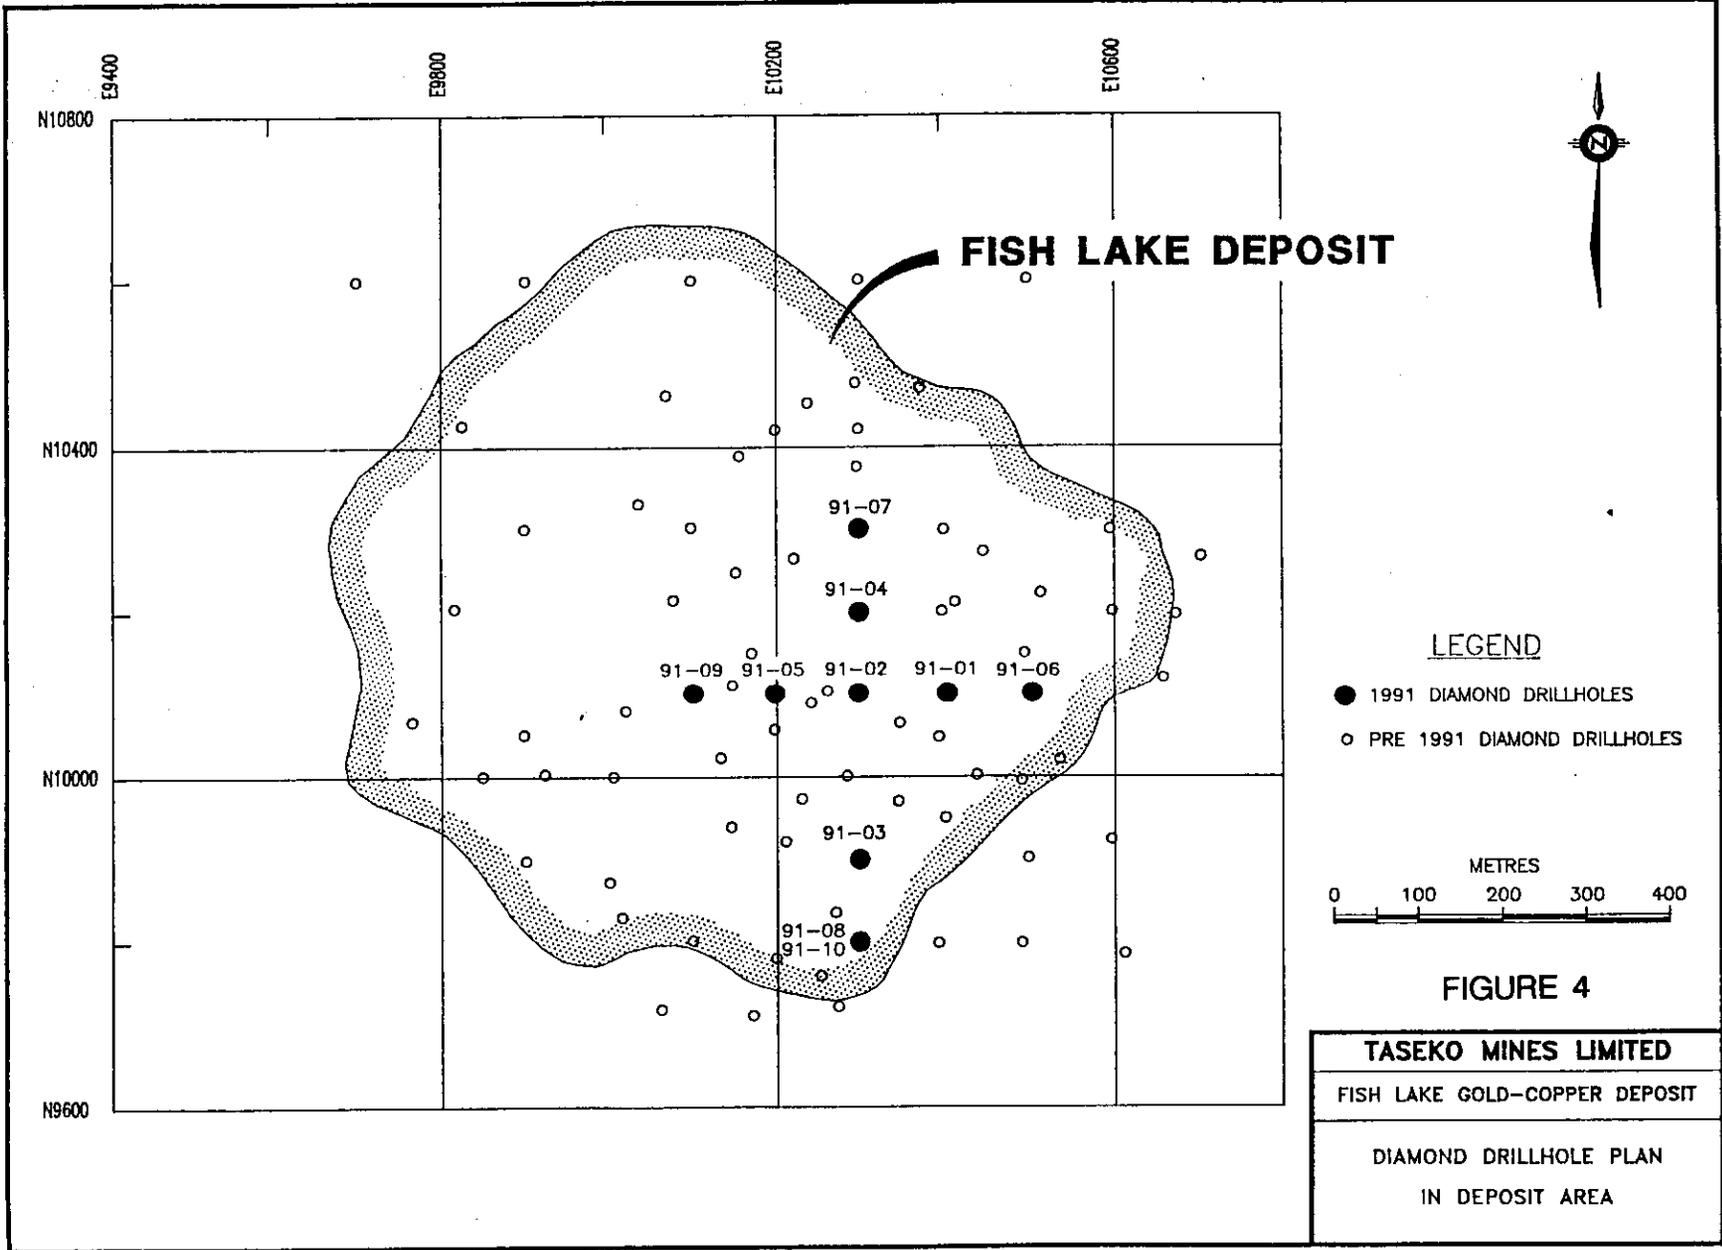 E9400
E9800
E10200
E10600
N10800
N
FISH LAKE DEPOSIT
N10400
91-07
91-04
91-09 91-05 91-02 91-01 91-06
LEGEND
1991 DIAMOND DRILLHOLES
PRE 1991 DIAMOND DRILLHOLES
N10000
91-03
METRES
0 100 200 300 400
91-08
91-10
FIGURE 4
N9600
TASEKO MINES LIMITED
FISH LAKE GOLD-COPPER DEPOSIT
DIAMOND DRILLHOLE PLAN
IN DEPOSIT AREA